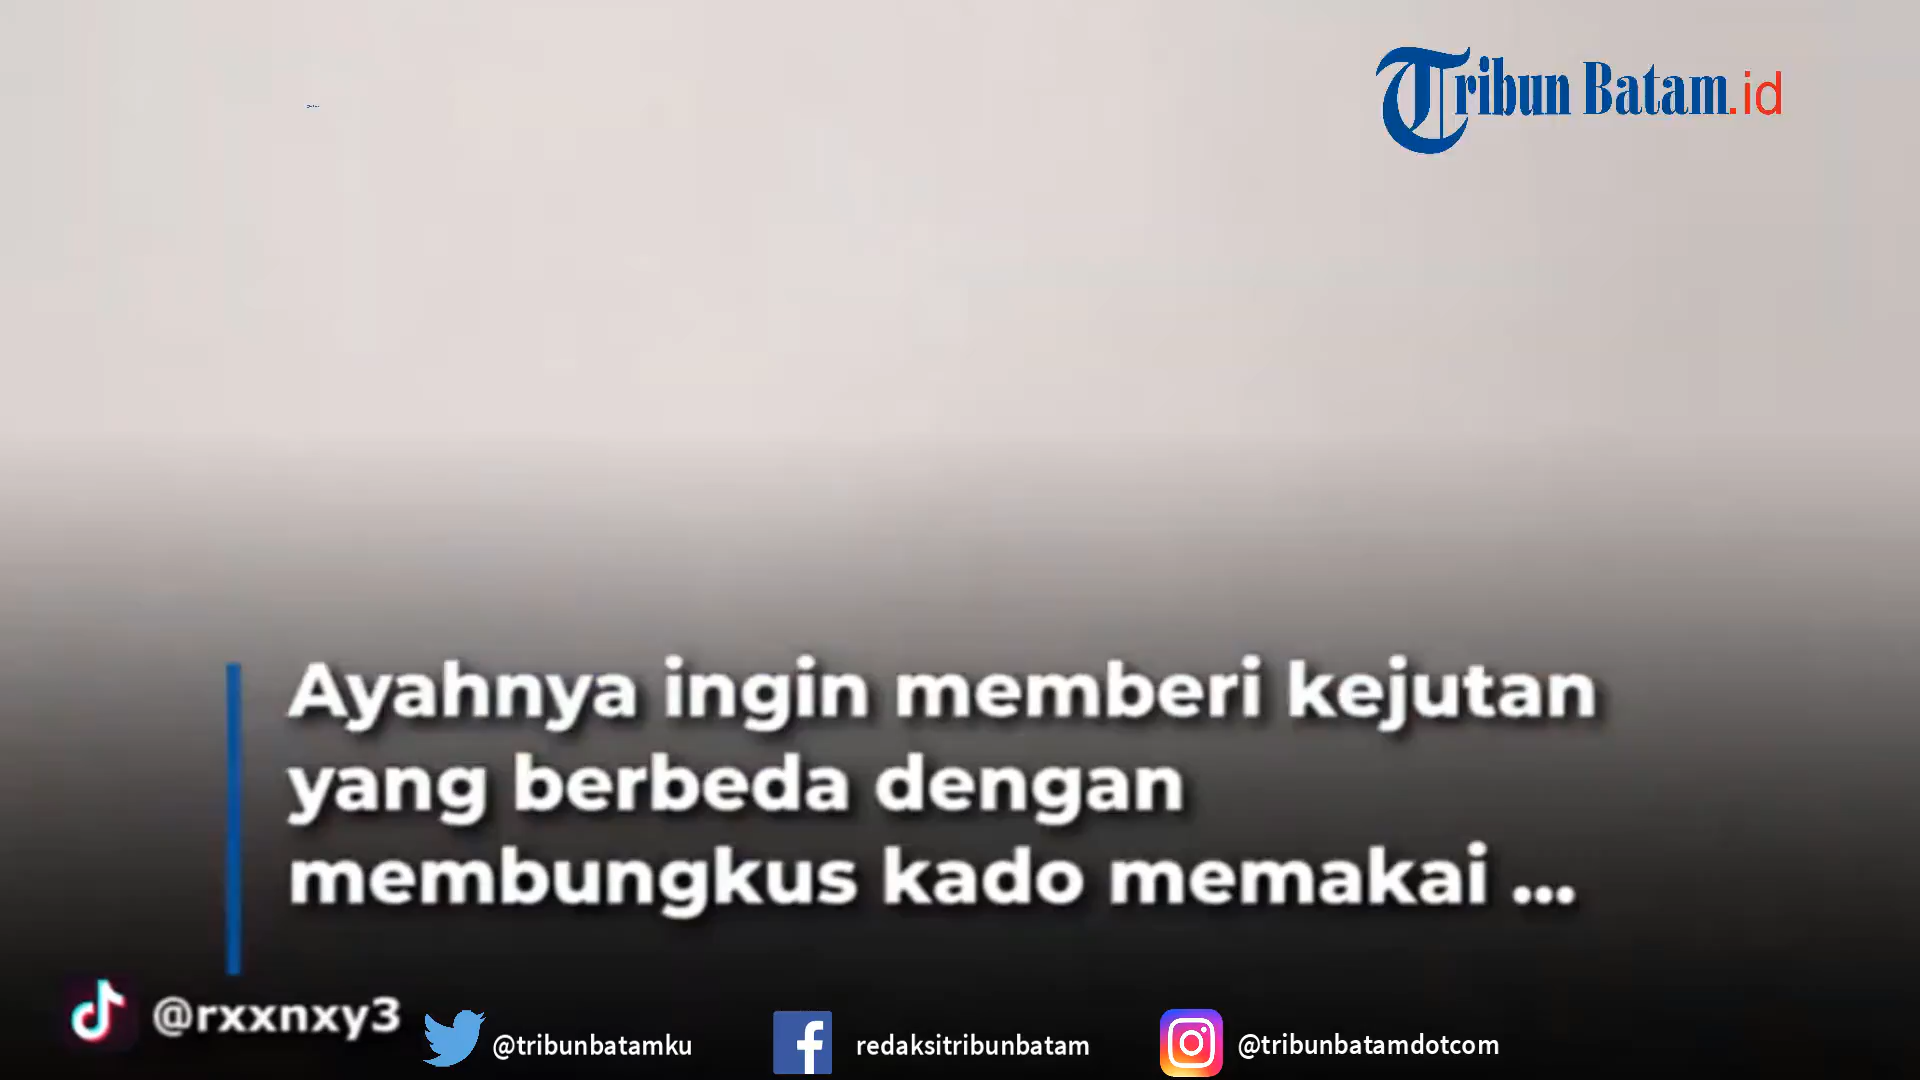 Tribun Batam.id
Ayahnya ingin memberi kejutan
yang berbeda dengan
membungkus kado memakai ...
@rxxnxy3
@tribunbatamku
redaksitribunbatam
@tribunbatamdotcom